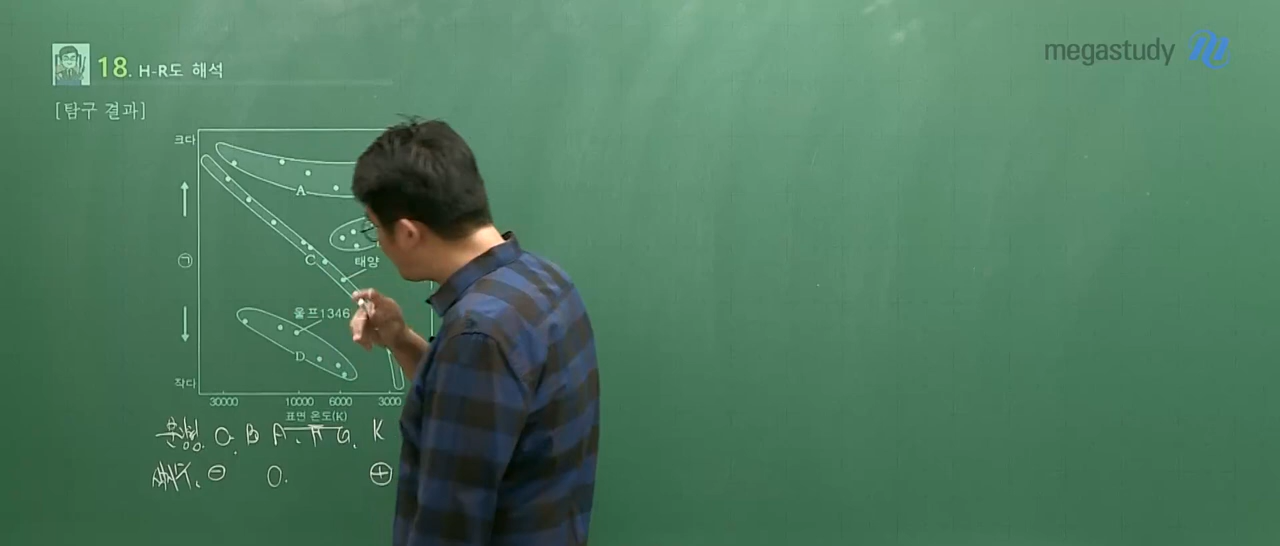 megastudy
18. H-R도 해석
[탐구 결과]
크다
A
㉠
C
태양
울프1346
D
작다
30000 10000 6000 3000
표면 온도(K)
분광형. O. B A. F G. K
색지수. ⊖ 0. ⊕